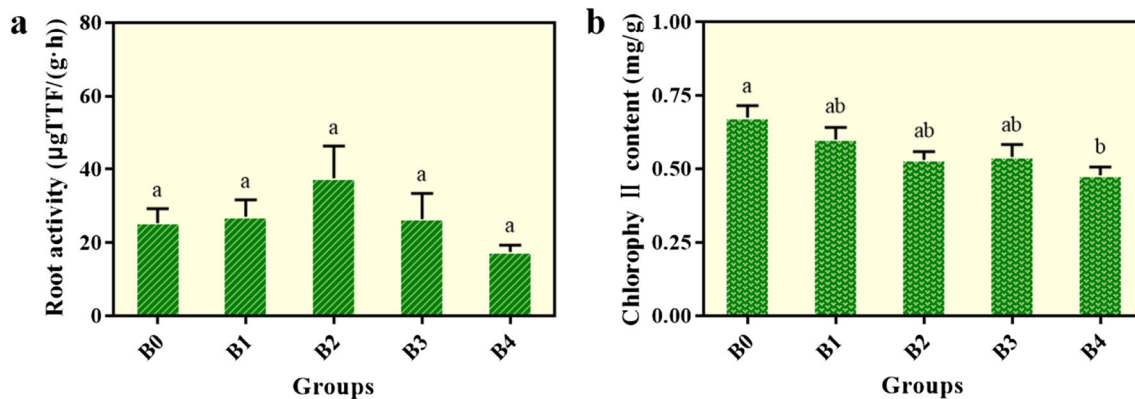 a
Root activity (μgTTF/(g·h)
80
60
40
20
0
a
a
a
a
a
B0
B1
B2
B3
B4
Groups
b
Chlorophy II content (mg/g)
1.00
0.75
0.50
0.25
0.00
a
ab
ab
ab
b
B0
B1
B2
B3
B4
Groups